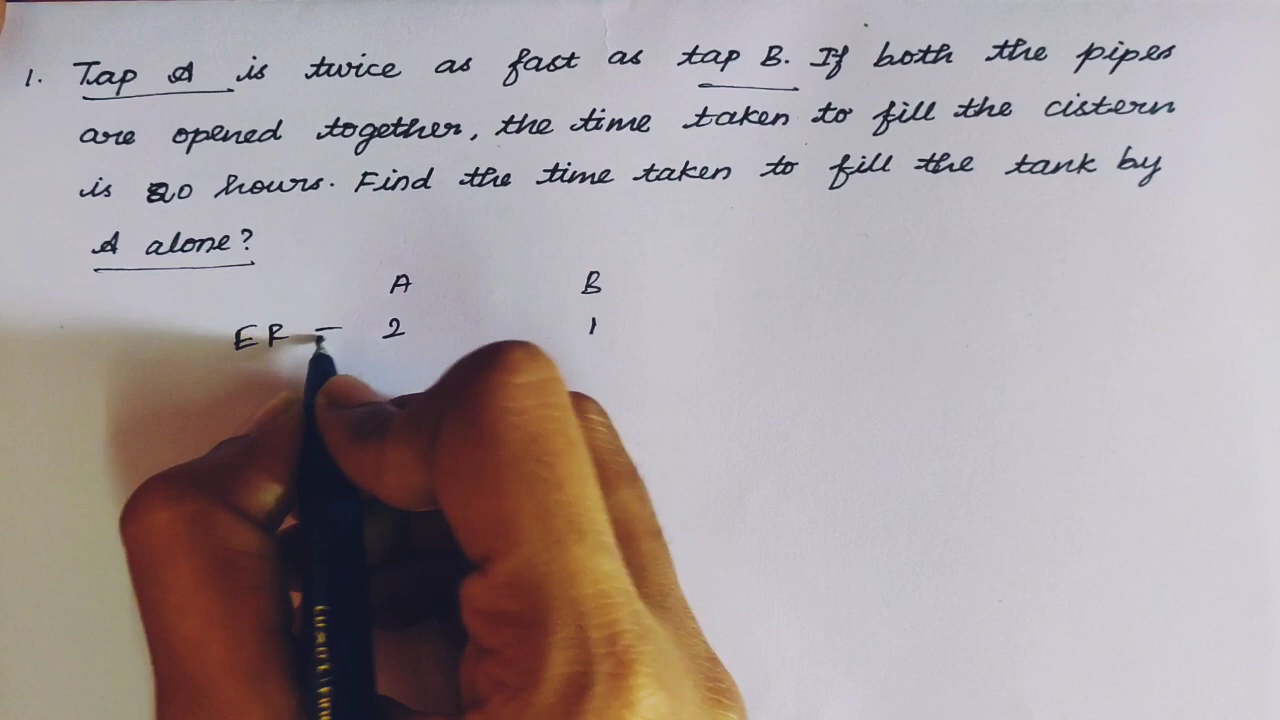 1. Tap A is twice as fast as tap B. If both the pipes
are opened together, the time taken to fill the cistern
is 20 hours. Find the time taken to fill the tank by
A alone?
A B
ER - 2 1